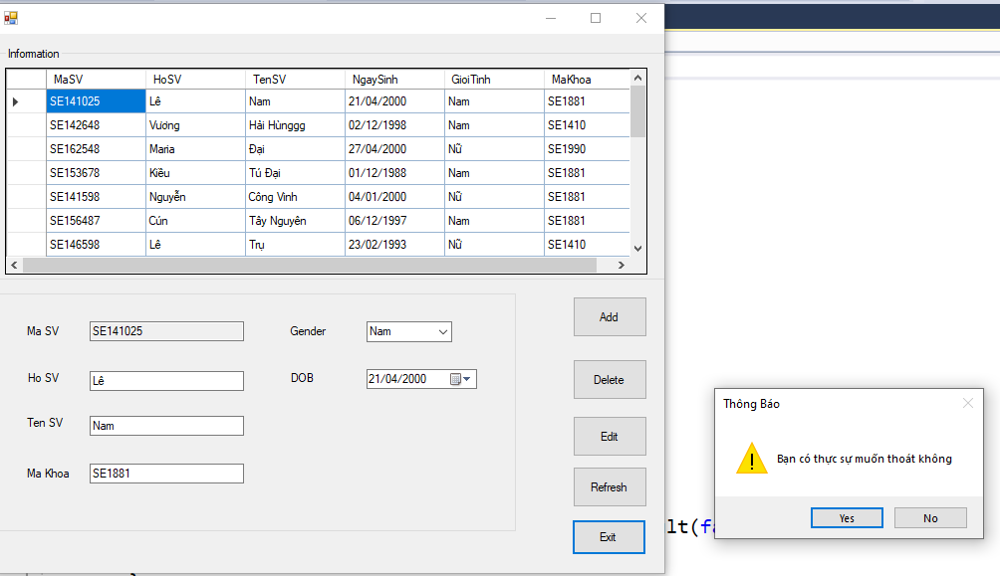 Information
MaSV HoSV TenSV NgaySinh GioiTinh MaKhoa
SE141025 Lê Nam 21/04/2000 Nam SE1881
SE142648 Vương Hải Hùnggg 02/12/1998 Nam SE1410
SE162548 Maria Đại 27/04/2000 Nữ SE1990
SE153678 Kiều Tú Đại 01/12/1988 Nam SE1881
SE141598 Nguyễn Công Vinh 04/01/2000 Nữ SE1881
SE156487 Cún Tây Nguyên 06/12/1997 Nam SE1881
SE146598 Lê Trụ 23/02/1993 Nữ SE1410
Ma SV SE141025 Gender Nam
Ho SV Lê DOB 21/04/2000
Ten SV Nam
Ma Khoa SE1881
Add
Delete
Edit
Refresh
Exit
Thông Báo
Bạn có thực sự muốn thoát không
Yes No
lt(f